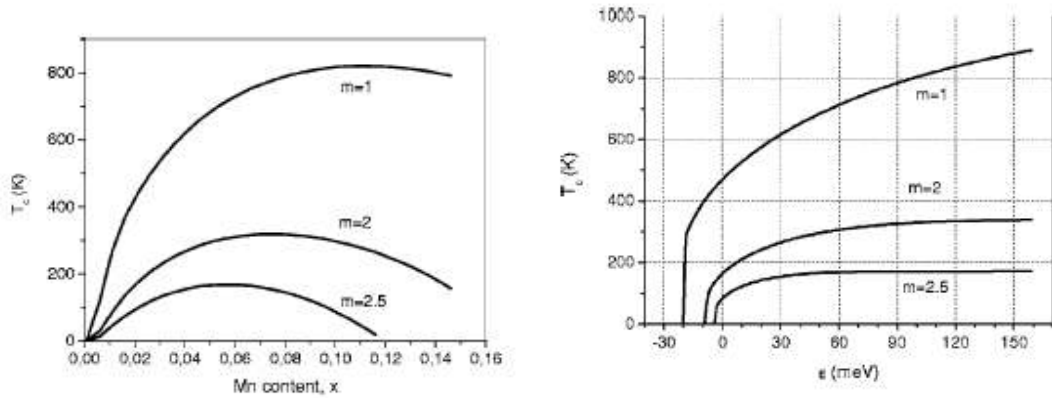 800
600
400
200
0
T_c (K)
m=1
m=2
m=2.5
0,00 0,02 0,04 0,06 0,08 0,10 0,12 0,14 0,16
Mn content, x
1000
800
600
400
200
0
T_c (K)
m=1
m=2
m=2.5
-30 0 30 60 90 120 150
ε (meV)